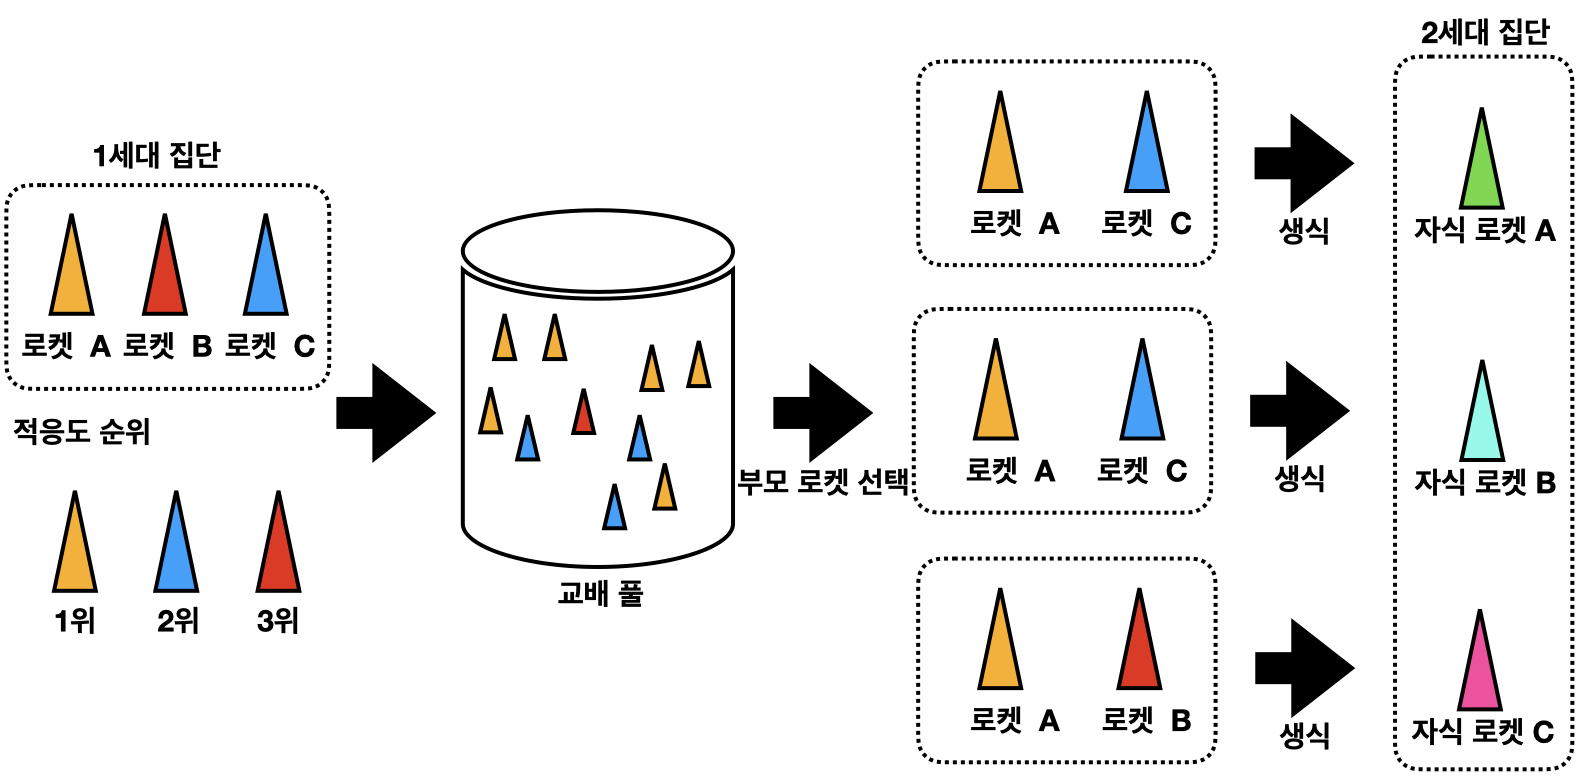 1세대 집단
로켓 A 로켓 B 로켓 C
적응도 순위
1위 2위 3위
교배 풀
부모 로켓 선택
로켓 A 로켓 C
생식
로켓 A 로켓 C
생식
로켓 A 로켓 B
생식
2세대 집단
자식 로켓 A
자식 로켓 B
자식 로켓 C